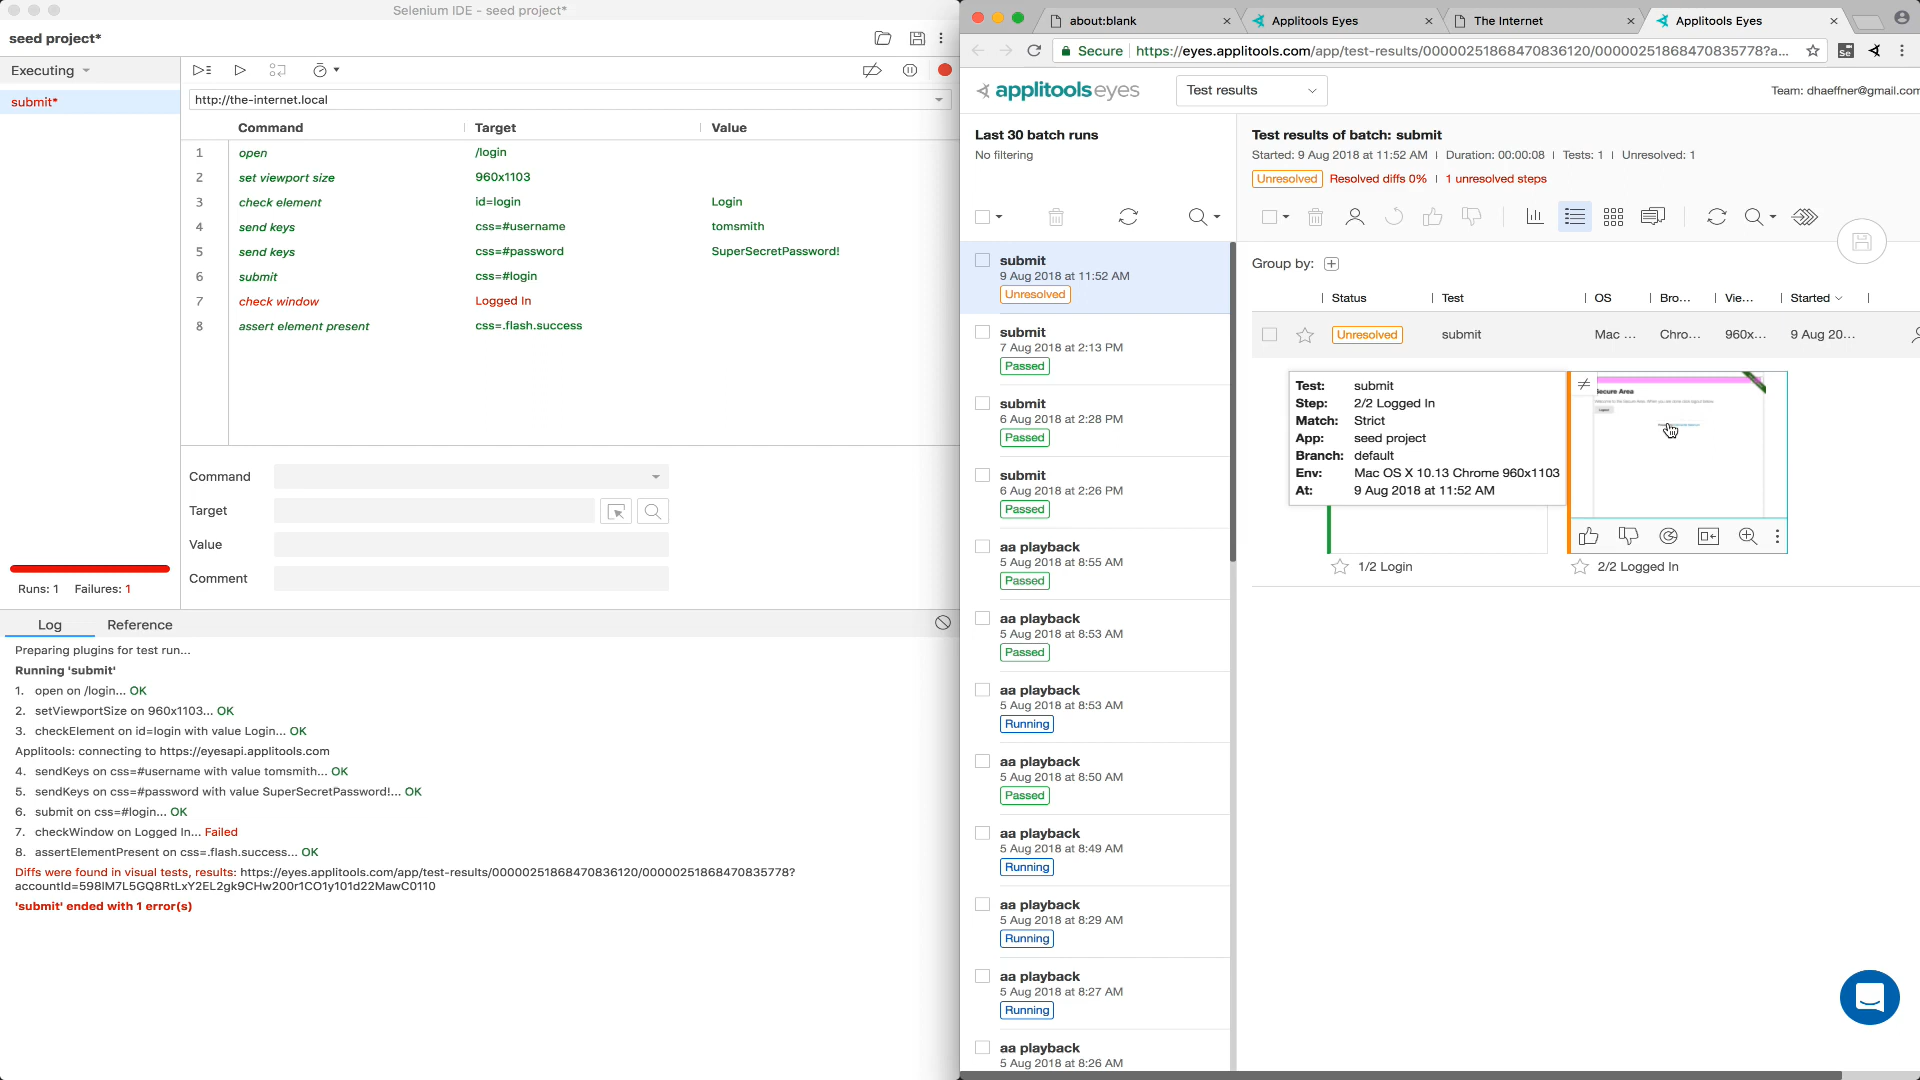 Selenium IDE - seed project*
seed project*
Executing
submit*
http://the-internet.local
Command Target Value
1 open /login
2 set viewport size 960x1103
3 check element id=login Login
4 send keys css=#username tomsmith
5 send keys css=#password SuperSecretPassword!
6 submit css=#login
7 check window Logged In
8 assert element present css=.flash.success
Command
Target
Value
Comment
Runs: 1 Failures: 1
Log Reference
Preparing plugins for test run...
Running 'submit'
1. open on /login... OK
2. setViewportSize on 960x1103... OK
3. checkElement on id=login with value Login... OK
Applitools: connecting to https://eyesapi.applitools.com
4. sendKeys on css=#username with value tomsmith... OK
5. sendKeys on css=#password with value SuperSecretPassword!... OK
6. submit on css=#login... OK
7. checkWindow on Logged In... Failed
8. assertElementPresent on css=.flash.success... OK
Diffs were found in visual tests, results: https://eyes.applitools.com/app/test-results/00000251868470836120/00000251868470835778?
accountId=598IM7L5GQ8RtLxY2EL2gk9CHw200r1CO1y101d22MawC0110
'submit' ended with 1 error(s)
about:blank
Applitools Eyes
The Internet
Applitools Eyes
Secure https://eyes.applitools.com/app/test-results/00000251868470836120/00000251868470835778?a...
Se
applitools eyes
Test results
Team: dhaeffner@gmail.com
Last 30 batch runs
No filtering
submit
9 Aug 2018 at 11:52 AM
Unresolved
submit
7 Aug 2018 at 2:13 PM
Passed
submit
6 Aug 2018 at 2:28 PM
Passed
submit
6 Aug 2018 at 2:26 PM
Passed
aa playback
5 Aug 2018 at 8:55 AM
Passed
aa playback
5 Aug 2018 at 8:53 AM
Passed
aa playback
5 Aug 2018 at 8:53 AM
Running
aa playback
5 Aug 2018 at 8:50 AM
Passed
aa playback
5 Aug 2018 at 8:49 AM
Running
aa playback
5 Aug 2018 at 8:29 AM
Running
aa playback
5 Aug 2018 at 8:27 AM
Running
aa playback
5 Aug 2018 at 8:26 AM
Test results of batch: submit
Started: 9 Aug 2018 at 11:52 AM | Duration: 00:00:08 | Tests: 1 | Unresolved: 1
Unresolved Resolved diffs 0% | 1 unresolved steps
Group by:
Status Test OS Bro... Vie... Started
Unresolved submit Mac ... Chro... 960x... 9 Aug 20...
Test: submit
Step: 2/2 Logged In
Match: Strict
App: seed project
Branch: default
Env: Mac OS X 10.13 Chrome 960x1103
At: 9 Aug 2018 at 11:52 AM
Secure Area
1/2 Login
2/2 Logged In